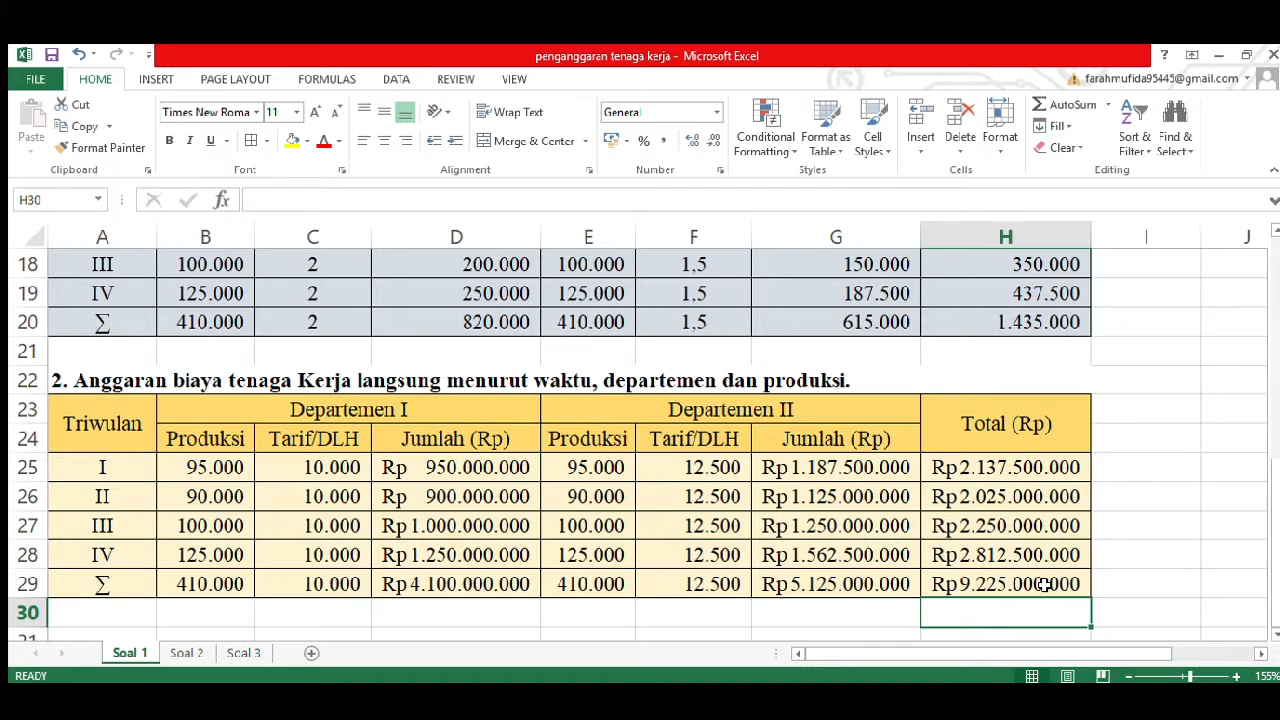 penganggaran tenaga kerja - Microsoft Excel
FILE HOME INSERT PAGE LAYOUT FORMULAS DATA REVIEW VIEW farahmufida95445@gmail.com
Paste Cut Copy Format Painter
Times New Roma 11
B I U
Wrap Text
Merge & Center
General
Conditional Formatting
Format as Table
Cell Styles
Insert Delete Format
AutoSum Fill Clear
Sort & Filter
Find & Select
Clipboard Font Alignment Number Styles Cells Editing
H30 fx
A B C D E F G H I J
18 III 100.000 2 200.000 100.000 1,5 150.000 350.000
19 IV 125.000 2 250.000 125.000 1,5 187.500 437.500
20 ∑ 410.000 2 820.000 410.000 1,5 615.000 1.435.000
21
22 2. Anggaran biaya tenaga Kerja langsung menurut waktu, departemen dan produksi.
23 Triwulan Departemen I Departemen II Total (Rp)
24 Produksi Tarif/DLH Jumlah (Rp) Produksi Tarif/DLH Jumlah (Rp)
25 I 95.000 10.000 Rp 950.000.000 95.000 12.500 Rp 1.187.500.000 Rp 2.137.500.000
26 II 90.000 10.000 Rp 900.000.000 90.000 12.500 Rp 1.125.000.000 Rp 2.025.000.000
27 III 100.000 10.000 Rp 1.000.000.000 100.000 12.500 Rp 1.250.000.000 Rp 2.250.000.000
28 IV 125.000 10.000 Rp 1.250.000.000 125.000 12.500 Rp 1.562.500.000 Rp 2.812.500.000
29 ∑ 410.000 10.000 Rp 4.100.000.000 410.000 12.500 Rp 5.125.000.000 Rp 9.225.000.000
30
Soal 1 Soal 2 Soal 3
READY 155%